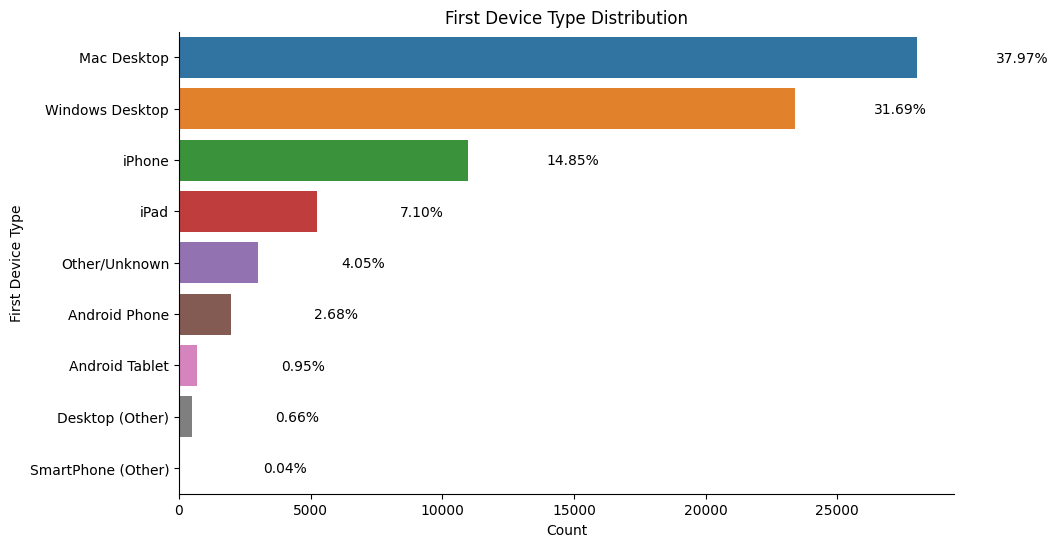 First Device Type Distribution
Mac Desktop 37.97%
Windows Desktop 31.69%
iPhone 14.85%
iPad 7.10%
Other/Unknown 4.05%
Android Phone 2.68%
Android Tablet 0.95%
Desktop (Other) 0.66%
SmartPhone (Other) 0.04%
First Device Type
0 5000 10000 15000 20000 25000
Count